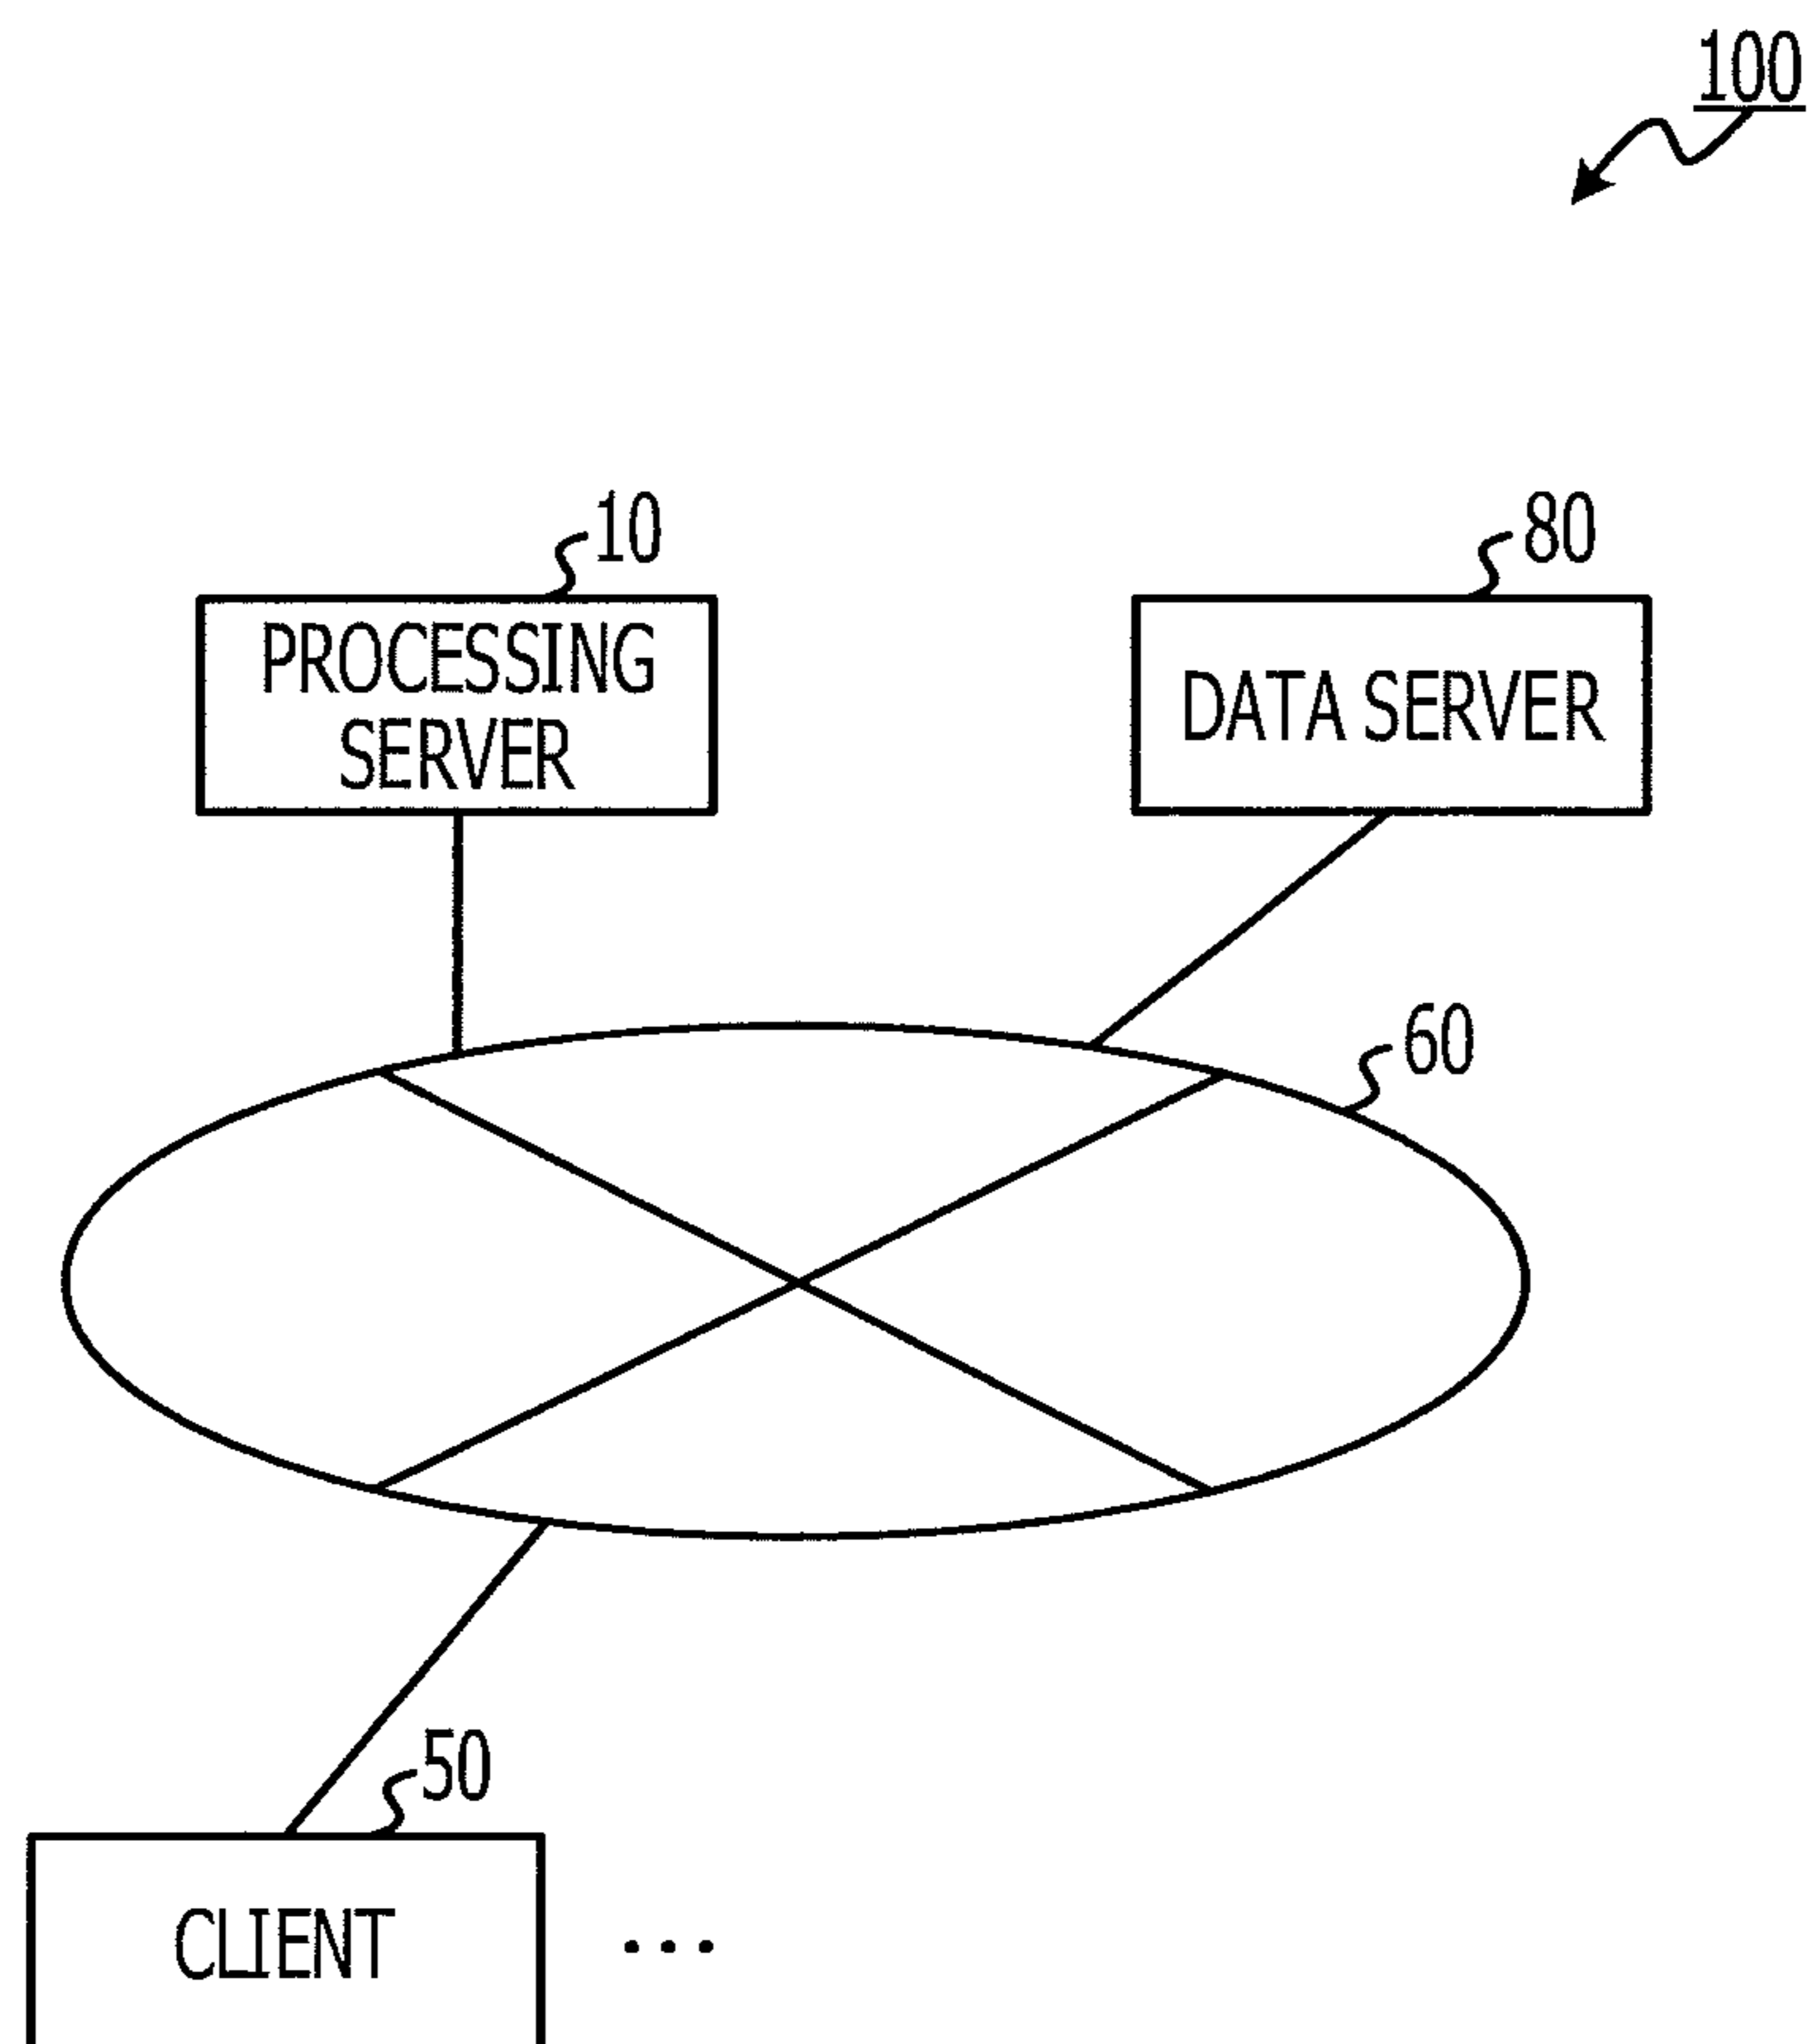 100
10
80
PROCESSING
SERVER
DATA SERVER
60
50
CLIENT
...